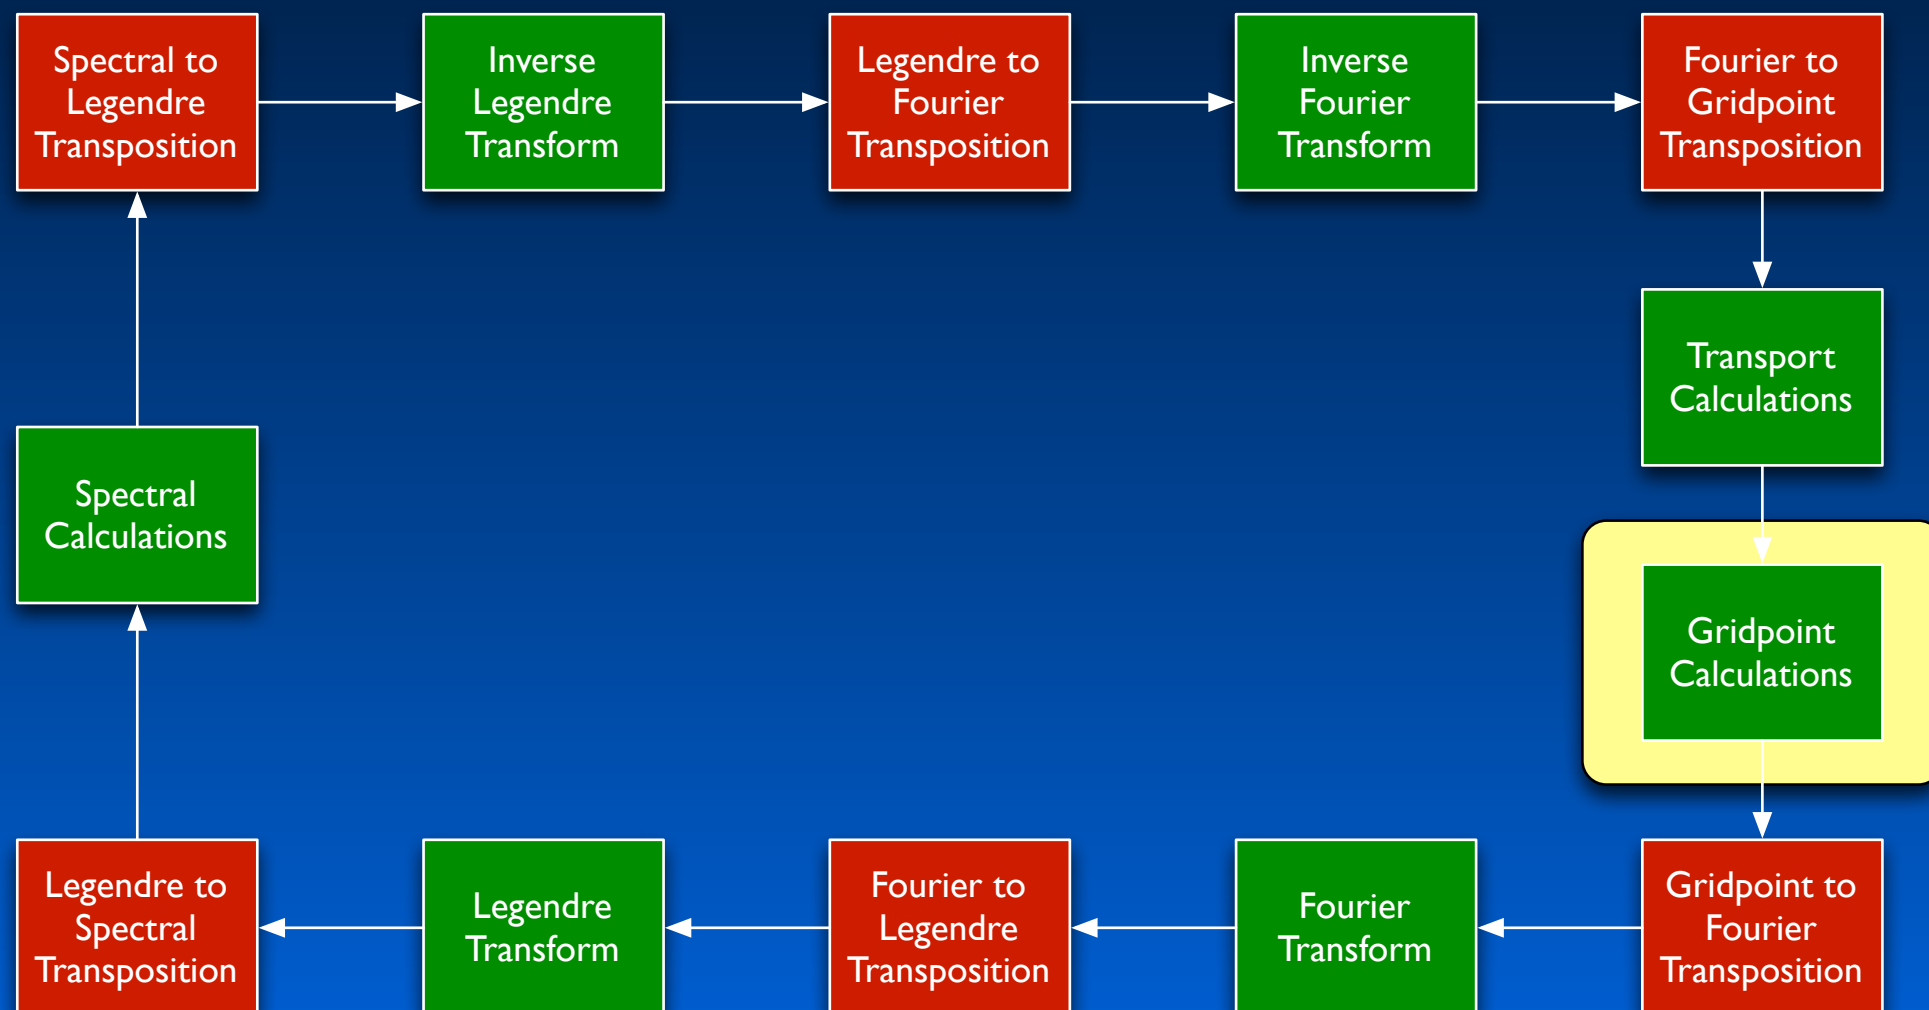 Spectral to
Legendre
Transposition
Inverse
Legendre
Transform
Legendre to
Fourier
Transposition
Inverse
Fourier
Transform
Fourier to
Gridpoint
Transposition
Transport
Calculations
Spectral
Calculations
Gridpoint
Calculations
Legendre to
Spectral
Transposition
Legendre
Transform
Fourier to
Legendre
Transposition
Fourier
Transform
Gridpoint to
Fourier
Transposition